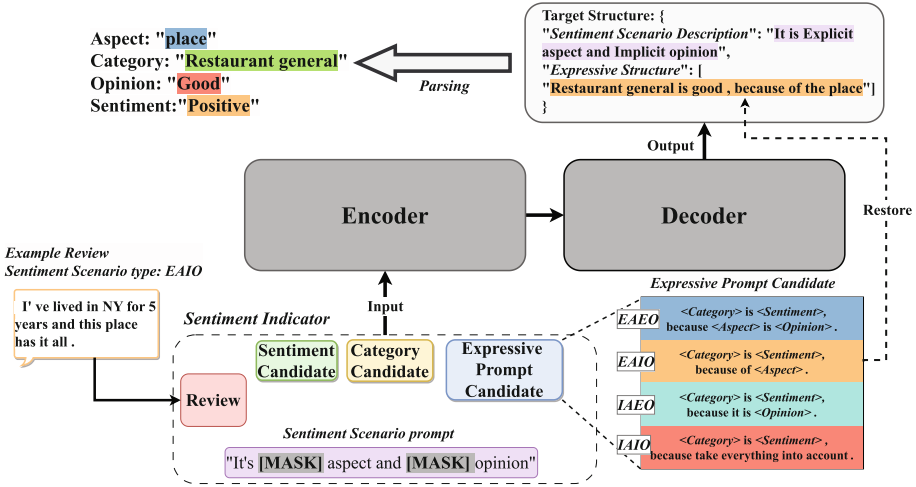 Aspect: "place"
Category: "Restaurant general"
Opinion: "Good"
Sentiment:"Positive"
Parsing
Target Structure: {
"Sentiment Scenario Description": "It is Explicit
aspect and Implicit opinion",
"Expressive Structure": [
"Restaurant general is good , because of the place"]
}
Output
Encoder
Decoder
Restore
Example Review
Sentiment Scenario type: EAIO
I' ve lived in NY for 5
years and this place
has it all .
Input
Sentiment Indicator
Sentiment
Candidate
Category
Candidate
Expressive
Prompt
Candidate
Review
Sentiment Scenario prompt
"It's [MASK] aspect and [MASK] opinion"
Expressive Prompt Candidate
EAEO
<Category> is <Sentiment>,
because <Aspect> is <Opinion> .
EAIO
<Category> is <Sentiment>,
because of <Aspect> .
IAEO
<Category> is <Sentiment>,
because it is <Opinion> .
IAIO
<Category> is <Sentiment> ,
because take everything into account .